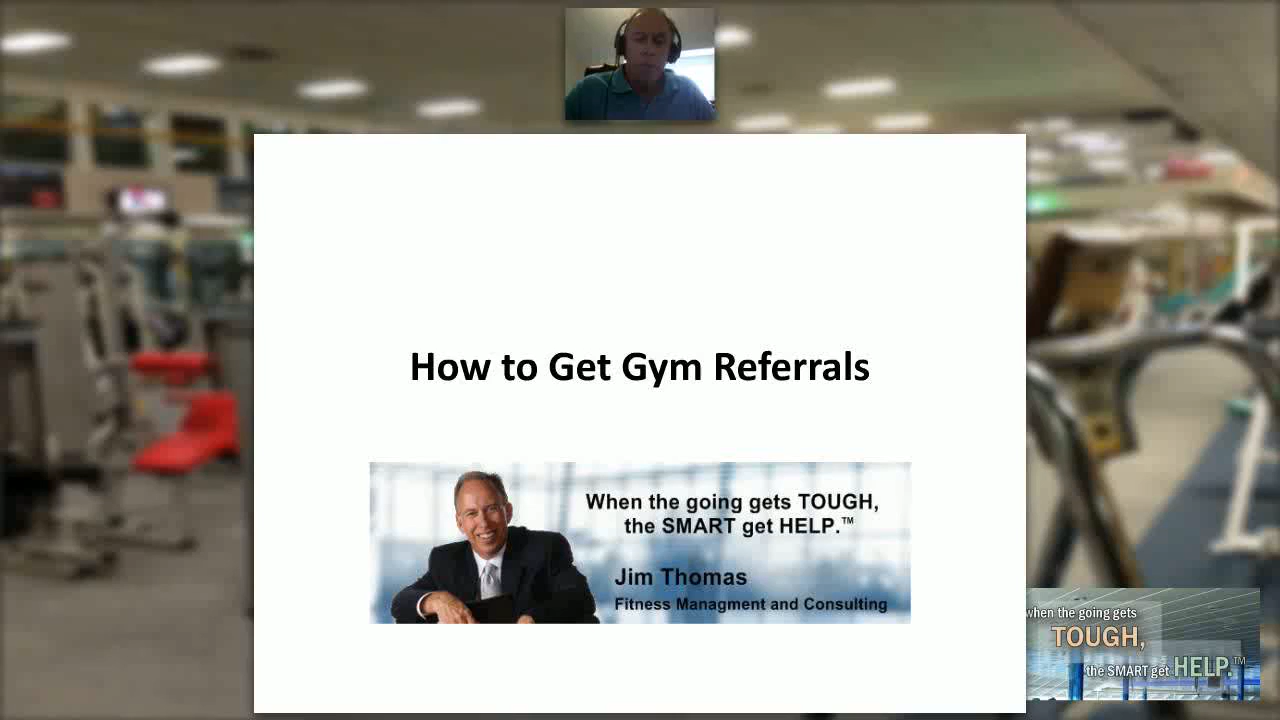 How to Get Gym Referrals
When the going gets TOUGH,
the SMART get HELP.™
Jim Thomas
Fitness Managment and Consulting
when the going gets
TOUGH,
the SMART get HELP.™